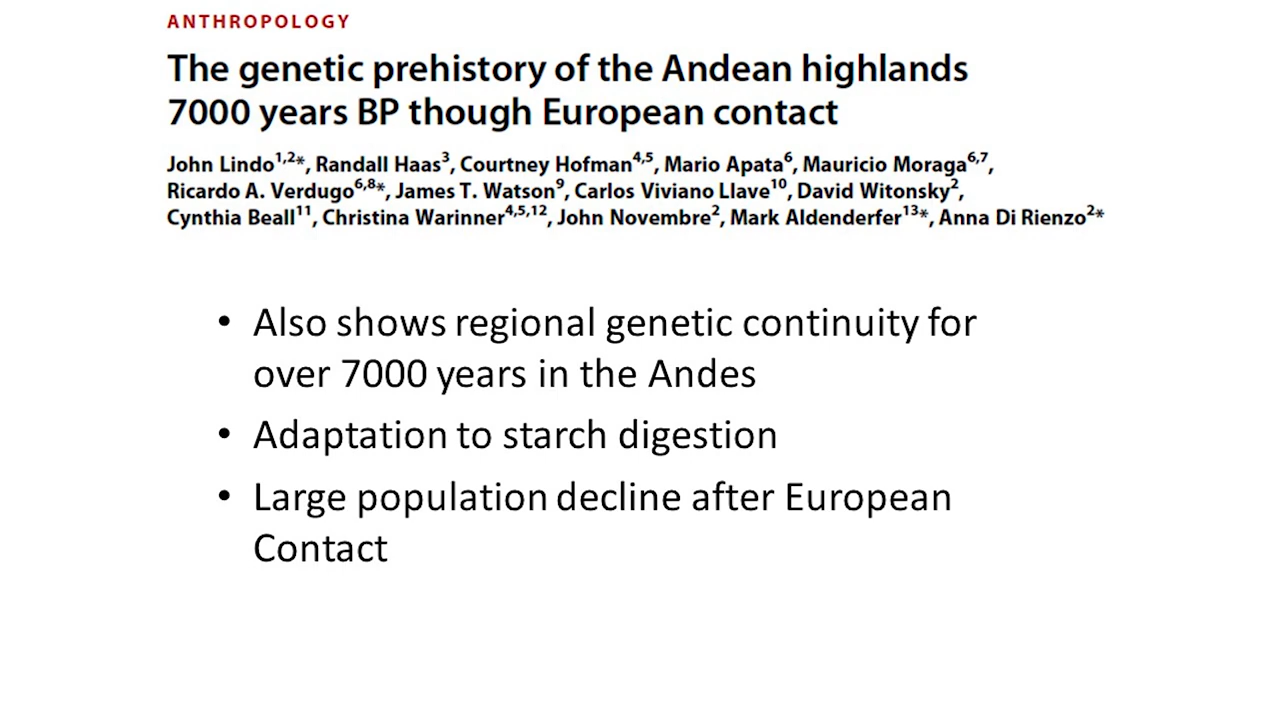 ANTHROPOLOGY
The genetic prehistory of the Andean highlands
7000 years BP though European contact
John Lindo1,2*, Randall Haas3, Courtney Hofman4,5, Mario Apata6, Mauricio Moraga6,7,
Ricardo A. Verdugo6,8*, James T. Watson9, Carlos Viviano Llave10, David Witonsky2,
Cynthia Beall11, Christina Warinner4,5,12, John Novembre2, Mark Aldenderfer13*, Anna Di Rienzo2*
• Also shows regional genetic continuity for
over 7000 years in the Andes
• Adaptation to starch digestion
• Large population decline after European
Contact